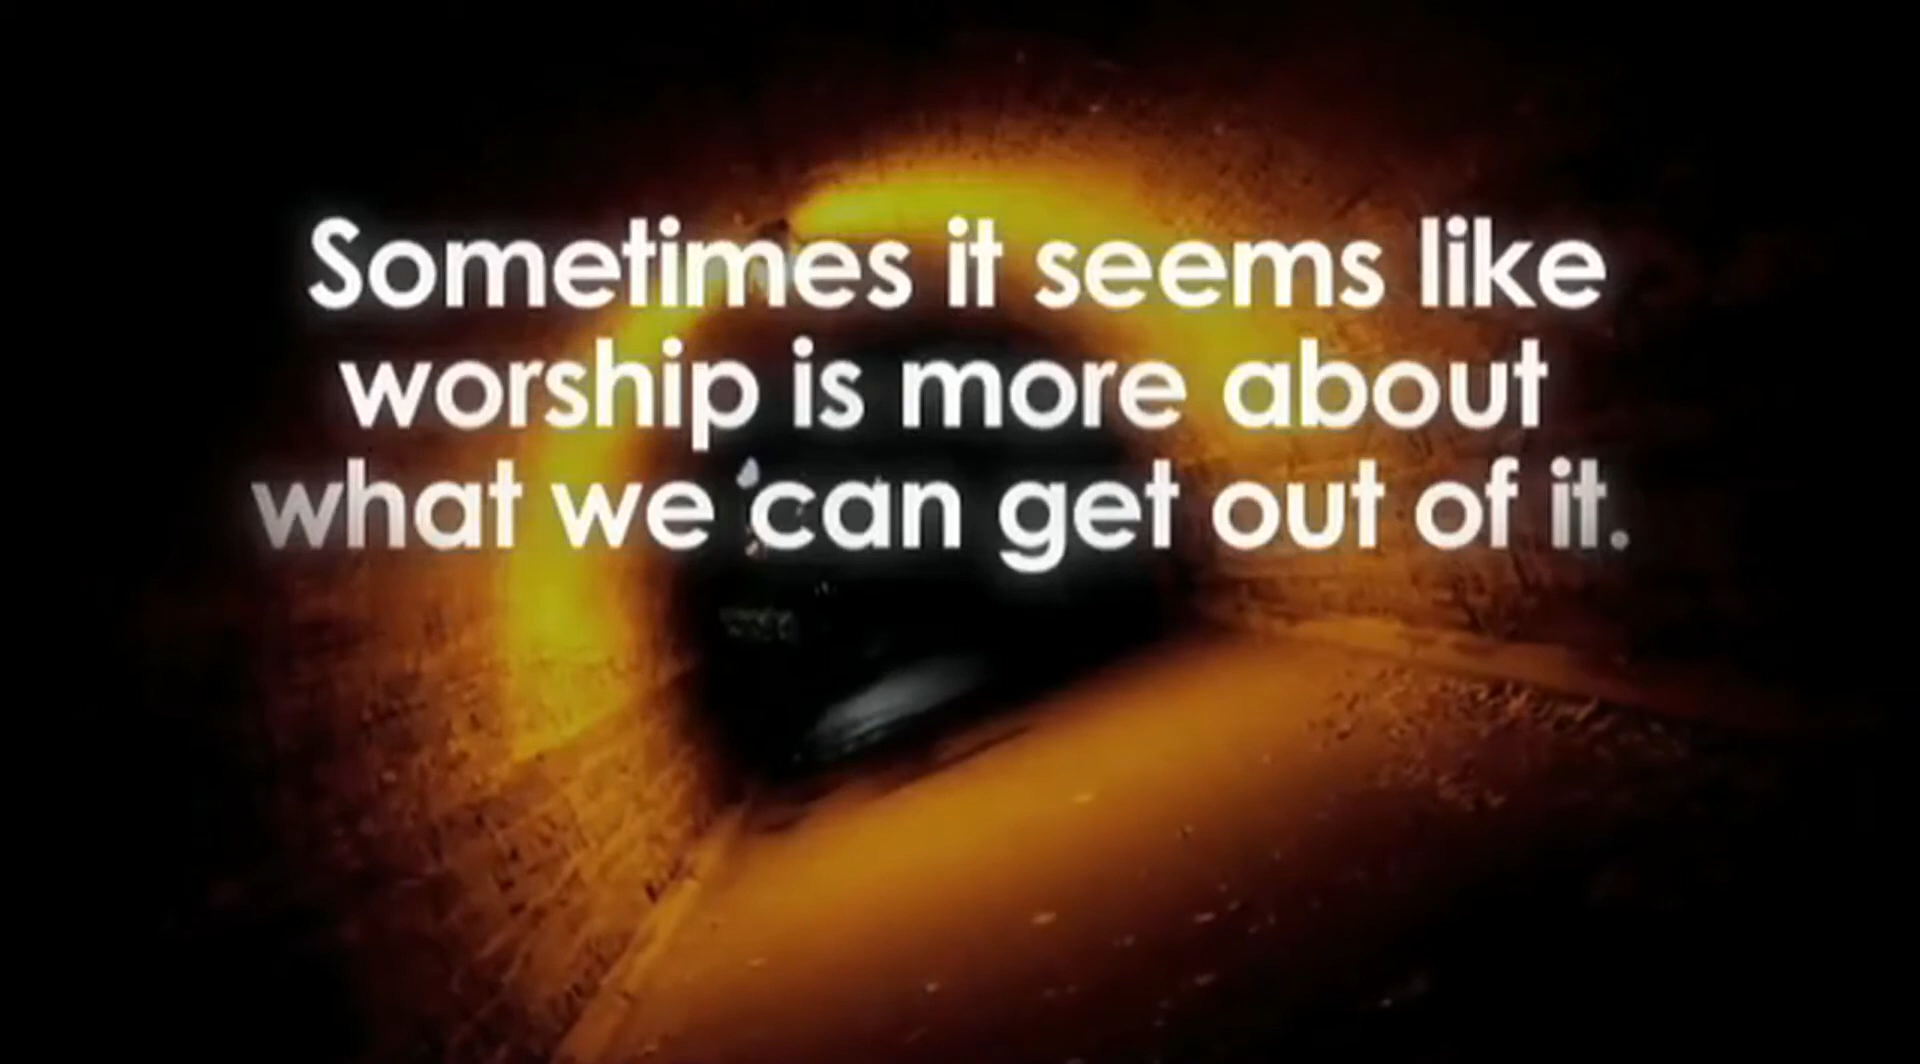 Sometimes it seems like
worship is more about
what we can get out of it.